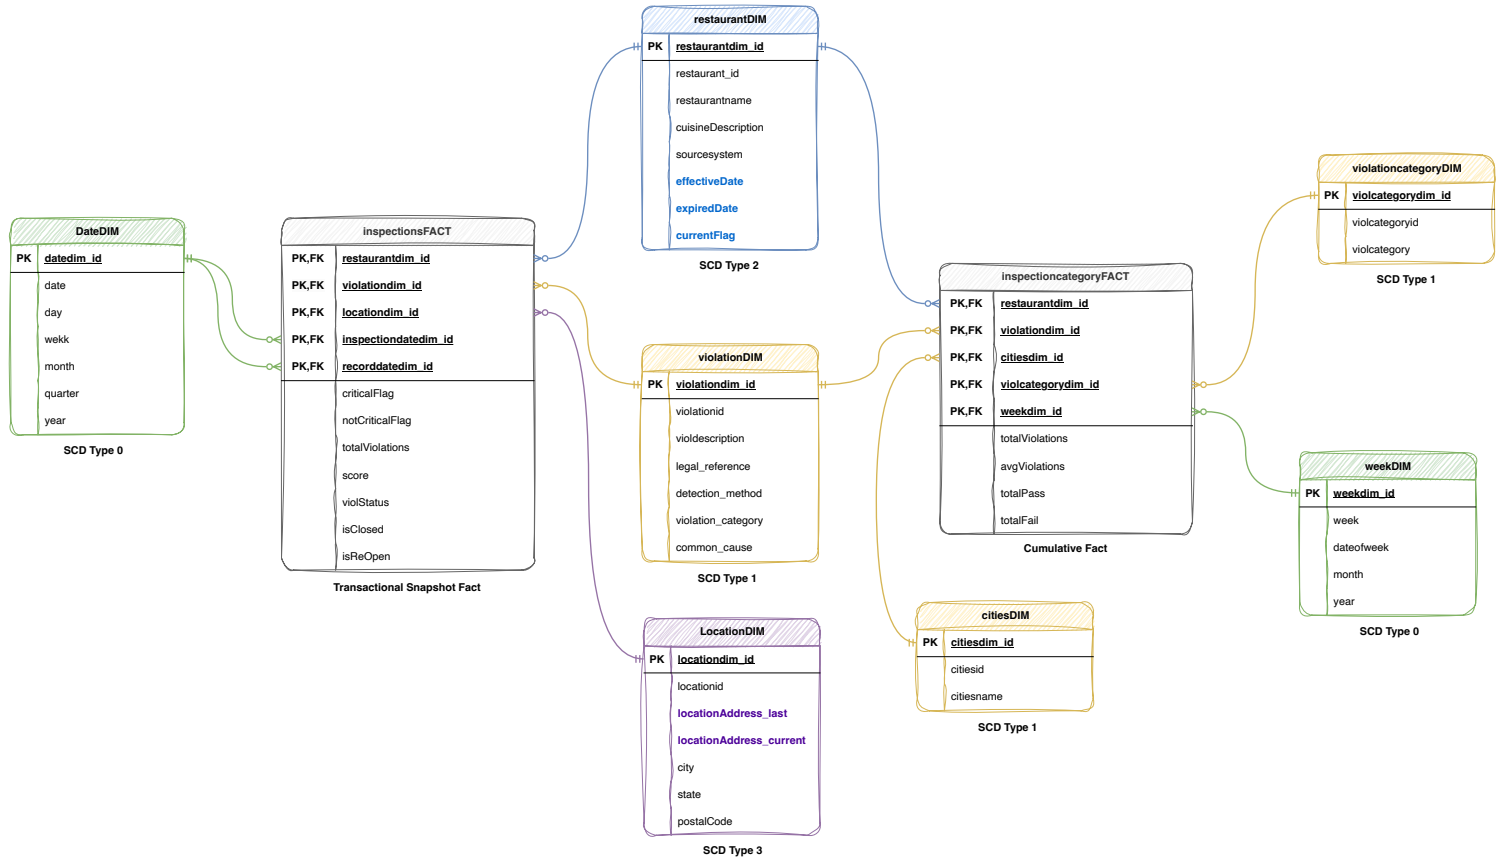 restaurantDIM
PK restaurantdim_id
restaurant_id
restaurantname
cuisineDescription
sourcesystem
effectiveDate
expiredDate
currentFlag
SCD Type 2
DateDIM
PK datedim_id
date
day
wekk
month
quarter
year
SCD Type 0
inspectionsFACT
PK,FK restaurantdim_id
PK,FK violationdim_id
PK,FK locationdim_id
PK,FK inspectiondatedim_id
PK,FK recorddatedim_id
criticalFlag
notCriticalFlag
totalViolations
score
violStatus
isClosed
isReOpen
Transactional Snapshot Fact
violationDIM
PK violationdim_id
violationid
violdescription
legal_reference
detection_method
violation_category
common_cause
SCD Type 1
LocationDIM
PK locationdim_id
locationid
locationAddress_last
locationAddress_current
city
state
postalCode
SCD Type 3
inspectioncategoryFACT
PK,FK restaurantdim_id
PK,FK violationdim_id
PK,FK citiesdim_id
PK,FK violcategorydim_id
PK,FK weekdim_id
totalViolations
avgViolations
totalPass
totalFail
Cumulative Fact
citiesDIM
PK citiesdim_id
citiesid
citiesname
SCD Type 1
violationcategoryDIM
PK violcategorydim_id
violcategoryid
violcategory
SCD Type 1
weekDIM
PK weekdim_id
week
dateofweek
month
year
SCD Type 0